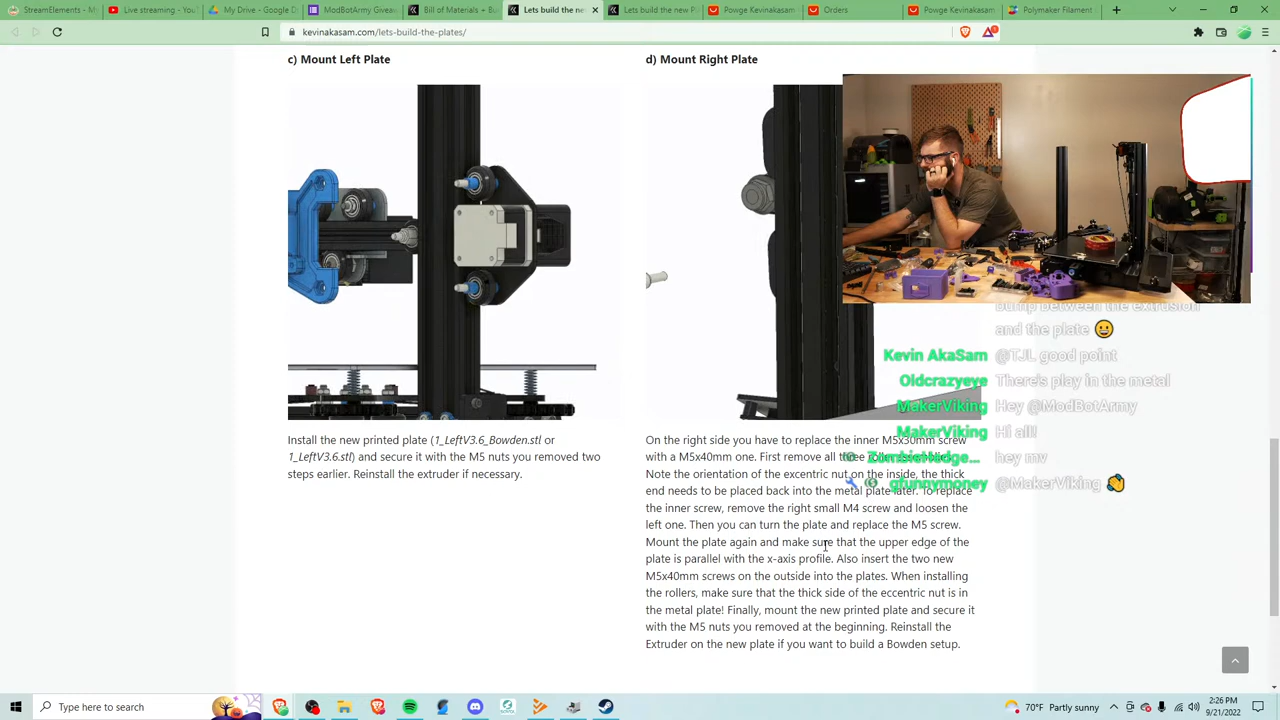 StreamElements - My
Live streaming - You
My Drive - Google D
ModBotArmy Giveaw
Bill of Materials + Bu
Lets build the ne
Lets build the new P
Powge Kevinakasam
Orders
Powge Kevinakasam
Polymaker Filament
kevinakasam.com/lets-build-the-plates/
c) Mount Left Plate
d) Mount Right Plate
bump between the extrusion
and the plate 😀
Kevin AkaSam @TJL good point
Oldcrazyeye There's play in the metal
MakerViking Hey @ModBotArmy
MakerViking Hi all!
hey mv
gfunnymoney @MakerViking 👏
Install the new printed plate (1_LeftV3.6_Bowden.stl or
1_LeftV3.6.stl) and secure it with the M5 nuts you removed two
steps earlier. Reinstall the extruder if necessary.
On the right side you have to replace the inner M5x30mm screw
with a M5x40mm one. First remove all three roller assemblies.
Note the orientation of the excentric nut on the inside, the thick
end needs to be placed back into the metal plate later. To replace
the inner screw, remove the right small M4 screw and loosen the
left one. Then you can turn the plate and replace the M5 screw.
Mount the plate again and make sure that the upper edge of the
plate is parallel with the x-axis profile. Also insert the two new
M5x40mm screws on the outside into the plates. When installing
the rollers, make sure that the thick side of the eccentric nut is in
the metal plate! Finally, mount the new printed plate and secure it
with the M5 nuts you removed at the beginning. Reinstall the
Extruder on the new plate if you want to build a Bowden setup.
Type here to search
70°F Partly sunny
2:26 PM
9/21/2022